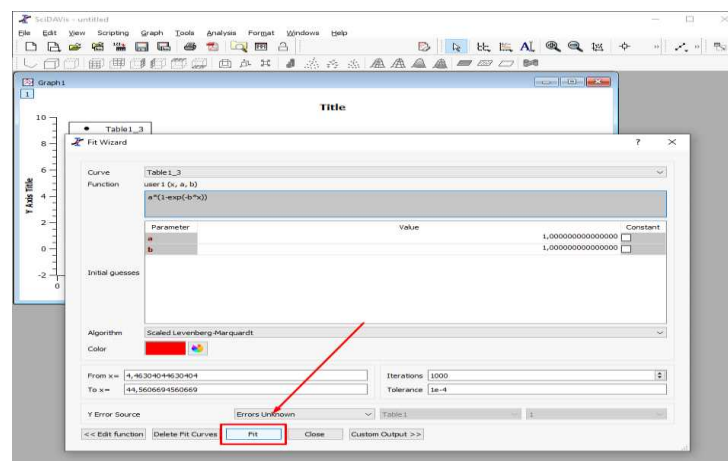 SciDAVis - untitled
File Edit View Scripting Graph Tools Analysis Format Windows Help
Graph1
1
Title
Table1_3
10
8
6
4
2
0
-2
0
Y Axis Title
Fit Wizard
? ×
Curve Table1_3
Function user1 (x, a, b)
a*(1-exp(-b*x))
Parameter Value Constant
a 1,000000000000000
b 1,000000000000000
Initial guesses
Algorithm Scaled Levenberg-Marquardt
Color
From x= 4,46304044630404 Iterations 1000
To x= 44,5606694560669 Tolerance 1e-4
Y Error Source Errors Unknown Table1 1
<< Edit function Delete Fit Curves Fit Close Custom Output >>